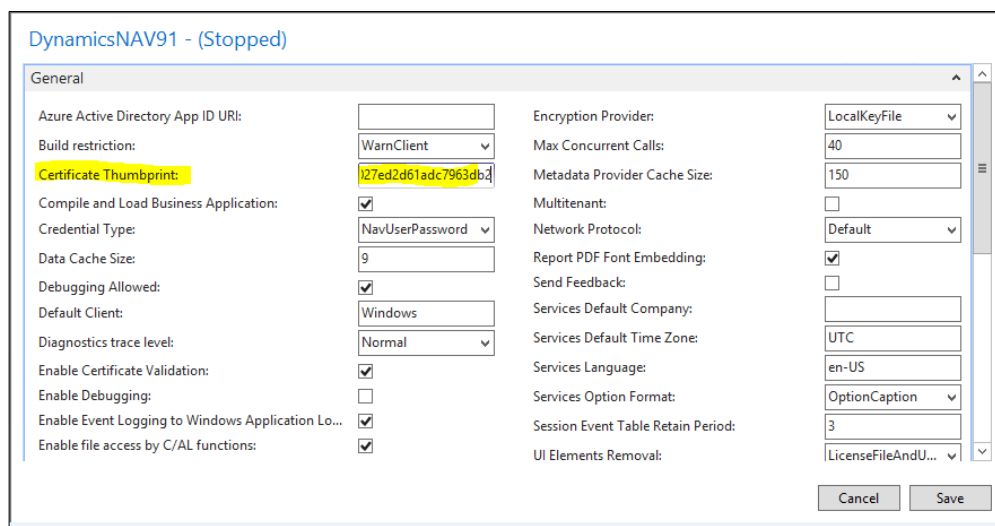 DynamicsNAV91 - (Stopped)
General
Azure Active Directory App ID URI:
Build restriction: WarnClient
Certificate Thumbprint: 027ed2d61adc7963db2
Compile and Load Business Application:
Credential Type: NavUserPassword
Data Cache Size: 9
Debugging Allowed:
Default Client: Windows
Diagnostics trace level: Normal
Enable Certificate Validation:
Enable Debugging:
Enable Event Logging to Windows Application Lo...
Enable file access by C/AL functions:
Encryption Provider: LocalKeyFile
Max Concurrent Calls: 40
Metadata Provider Cache Size: 150
Multitenant:
Network Protocol: Default
Report PDF Font Embedding:
Send Feedback:
Services Default Company:
Services Default Time Zone: UTC
Services Language: en-US
Services Option Format: OptionCaption
Session Event Table Retain Period: 3
UI Elements Removal: LicenseFileAndU...
Cancel Save